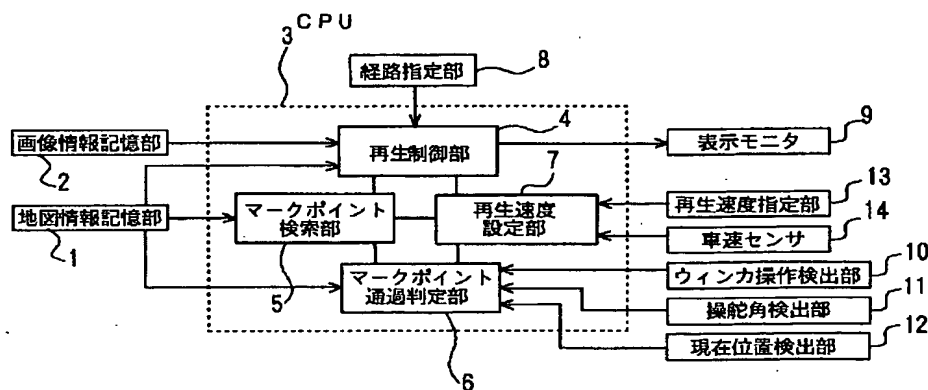 3 CPU
経路指定部 8
画像情報記憶部
2
再生制御部 4
表示モニタ 9
地図情報記憶部
1
マークポイント
検索部
5
再生速度
設定部
7
再生速度指定部 13
車速センサ 14
マークポイント
通過判定部
6
ウィンカ操作検出部 10
操舵角検出部 11
現在位置検出部 12